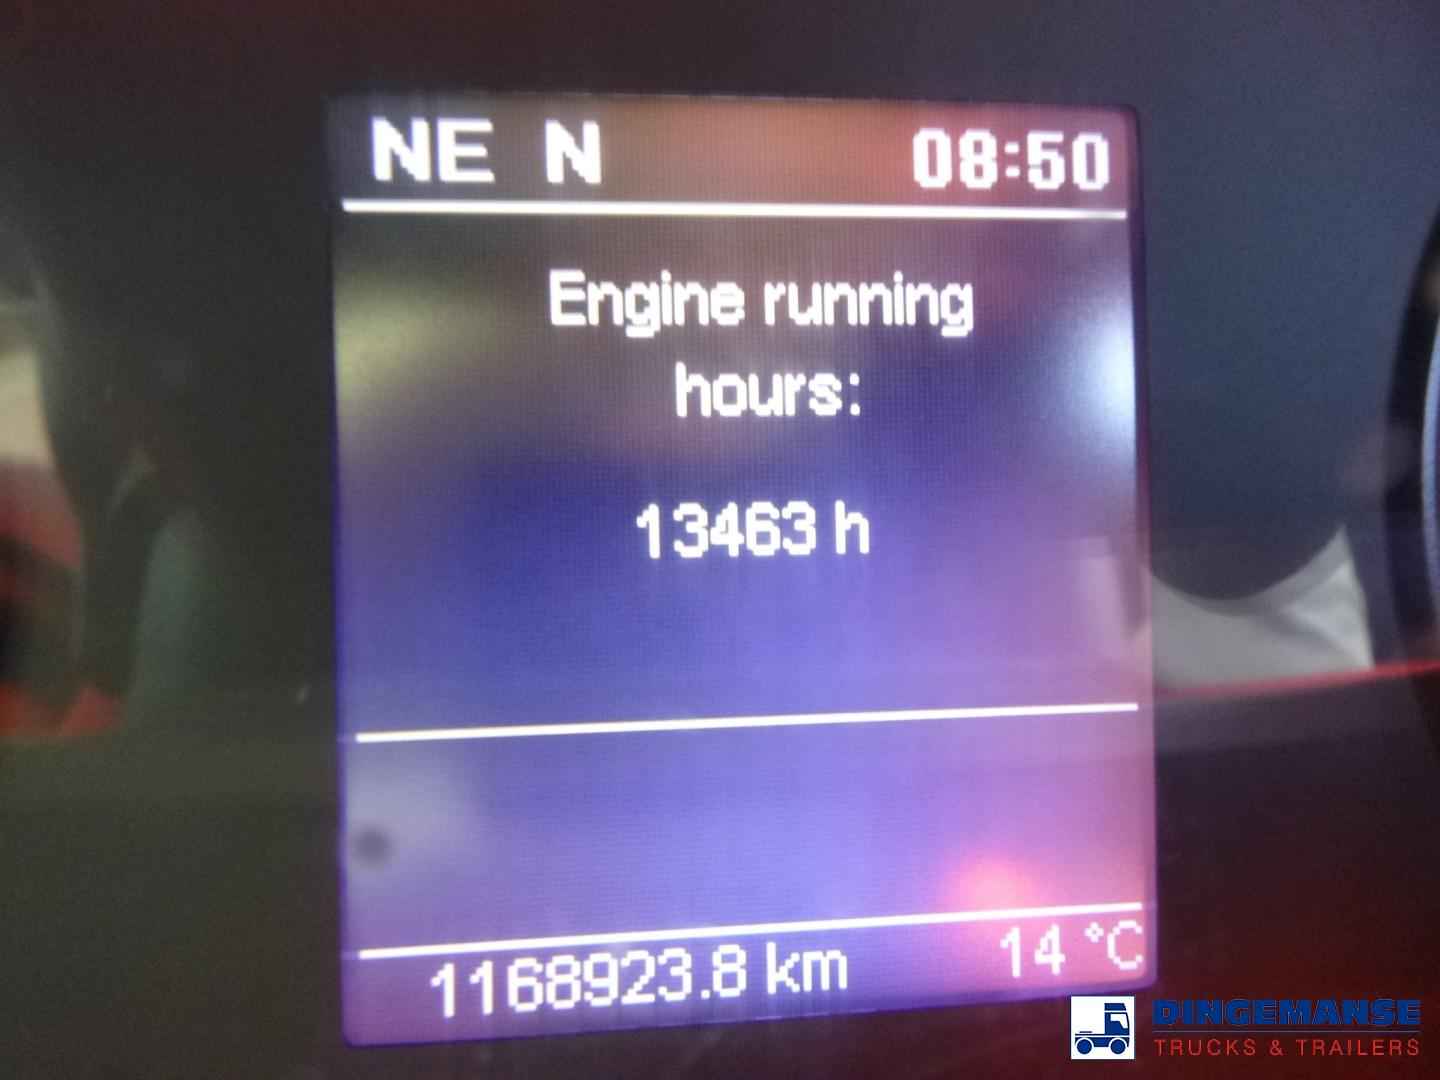 NE N 08:50
Engine running
hours:
13463 h
1168923.8 km 14 °C
DINGEMANSE
TRUCKS & TRAILERS